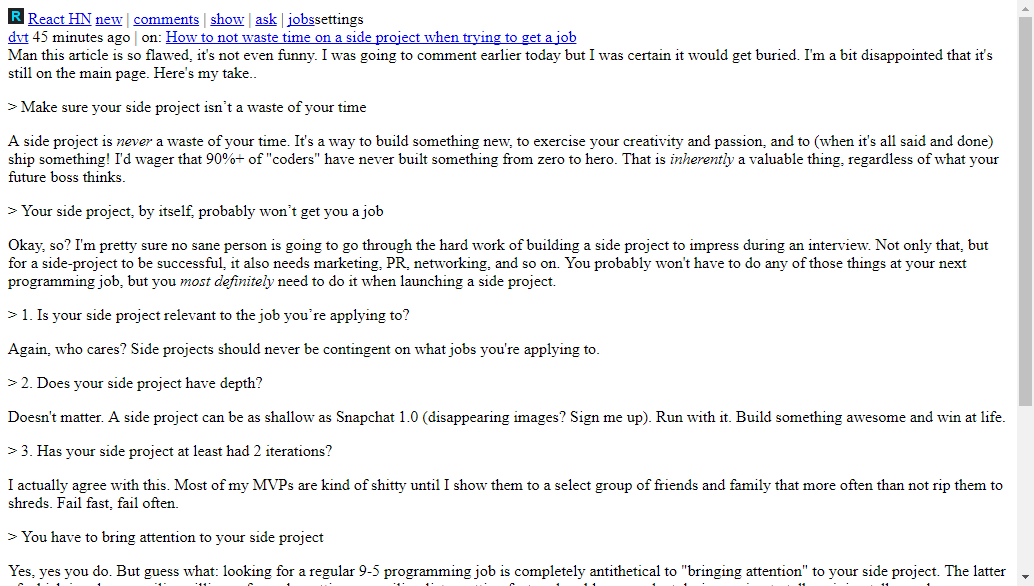 R React HN new | comments | show | ask | jobssettings
dvt 45 minutes ago | on: How to not waste time on a side project when trying to get a job
Man this article is so flawed, it's not even funny. I was going to comment earlier today but I was certain it would get buried. I'm a bit disappointed that it's
still on the main page. Here's my take..
> Make sure your side project isn’t a waste of your time
A side project is never a waste of your time. It's a way to build something new, to exercise your creativity and passion, and to (when it's all said and done)
ship something! I'd wager that 90%+ of "coders" have never built something from zero to hero. That is inherently a valuable thing, regardless of what your
future boss thinks.
> Your side project, by itself, probably won’t get you a job
Okay, so? I'm pretty sure no sane person is going to go through the hard work of building a side project to impress during an interview. Not only that, but
for a side-project to be successful, it also needs marketing, PR, networking, and so on. You probably won't have to do any of those things at your next
programming job, but you most definitely need to do it when launching a side project.
> 1. Is your side project relevant to the job you’re applying to?
Again, who cares? Side projects should never be contingent on what jobs you're applying to.
> 2. Does your side project have depth?
Doesn't matter. A side project can be as shallow as Snapchat 1.0 (disappearing images? Sign me up). Run with it. Build something awesome and win at life.
> 3. Has your side project at least had 2 iterations?
I actually agree with this. Most of my MVPs are kind of shitty until I show them to a select group of friends and family that more often than not rip them to
shreds. Fail fast, fail often.
> You have to bring attention to your side project
Yes, yes you do. But guess what: looking for a regular 9-5 programming job is completely antithetical to "bringing attention" to your side project. The latter